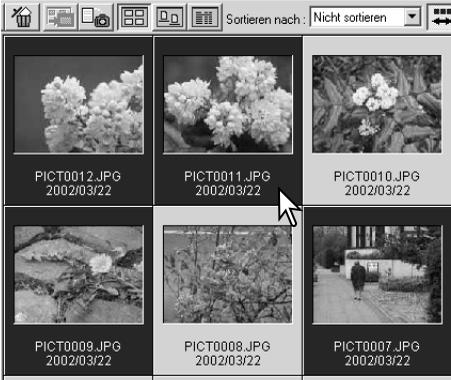 Sortieren nach : Nicht sortieren
PICT0012.JPG
2002/03/22
PICT0011.JPG
2002/03/22
PICT0010.JPG
2002/03/22
PICT0009.JPG
2002/03/22
PICT0008.JPG
2002/03/22
PICT0007.JPG
2002/03/22